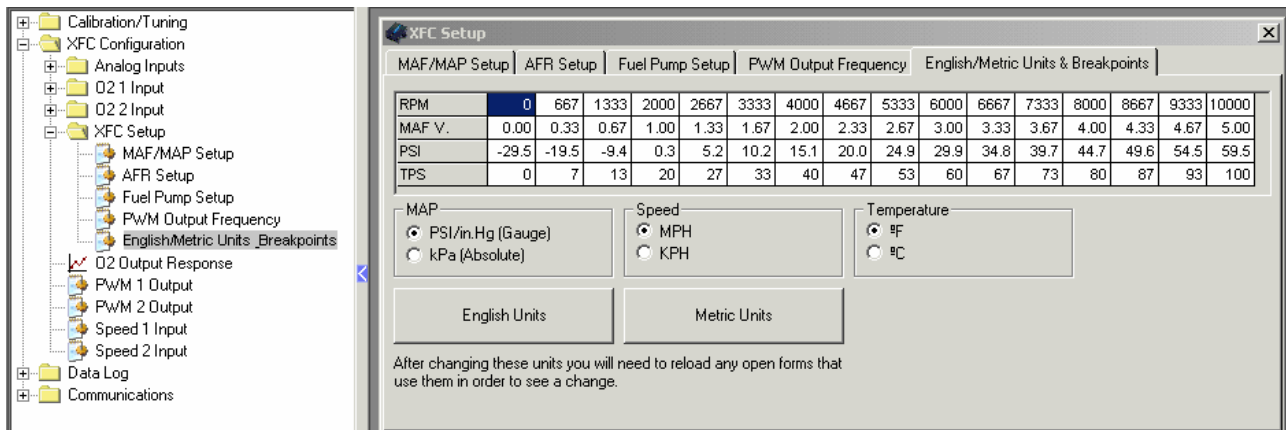 Calibration/Tuning
XFC Configuration
Analog Inputs
O2 1 Input
O2 2 Input
XFC Setup
MAF/MAP Setup
AFR Setup
Fuel Pump Setup
PWM Output Frequency
English/Metric Units _Breakpoints
O2 Output Response
PWM 1 Output
PWM 2 Output
Speed 1 Input
Speed 2 Input
Data Log
Communications
XFC Setup
MAF/MAP Setup AFR Setup Fuel Pump Setup PWM Output Frequency English/Metric Units & Breakpoints
RPM 0 667 1333 2000 2667 3333 4000 4667 5333 6000 6667 7333 8000 8667 9333 10000
MAF V. 0.00 0.33 0.67 1.00 1.33 1.67 2.00 2.33 2.67 3.00 3.33 3.67 4.00 4.33 4.67 5.00
PSI -29.5 -19.5 -9.4 0.3 5.2 10.2 15.1 20.0 24.9 29.9 34.8 39.7 44.7 49.6 54.5 59.5
TPS 0 7 13 20 27 33 40 47 53 60 67 73 80 87 93 100
MAP Speed Temperature
PSI/in.Hg (Gauge) MPH ºF
kPa (Absolute) KPH ºC
English Units Metric Units
After changing these units you will need to reload any open forms that
use them in order to see a change.